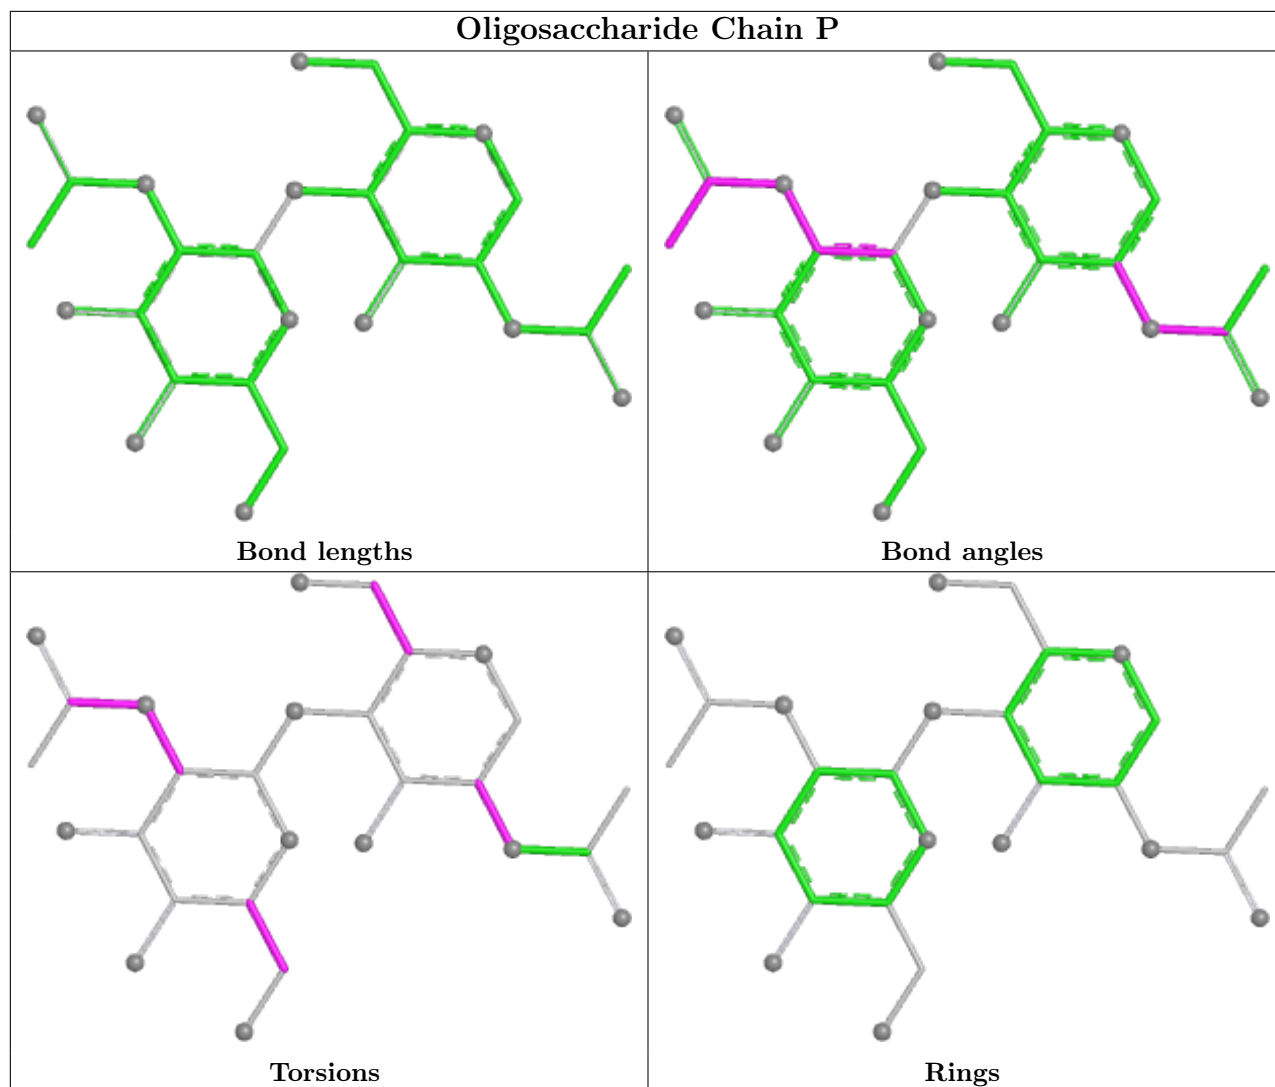 Oligosaccharide Chain P
Bond lengths
Bond angles
Torsions
Rings